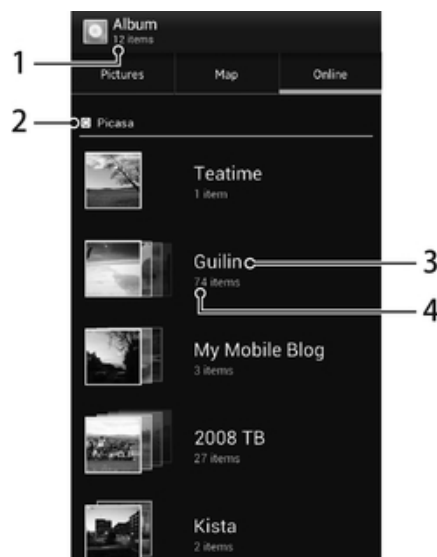 Album
12 items
1
Pictures Map Online
2
Picasa
Teatime
1 item
Guilin
3
74 items
4
My Mobile Blog
3 items
2008 TB
27 items
Kista
2 items